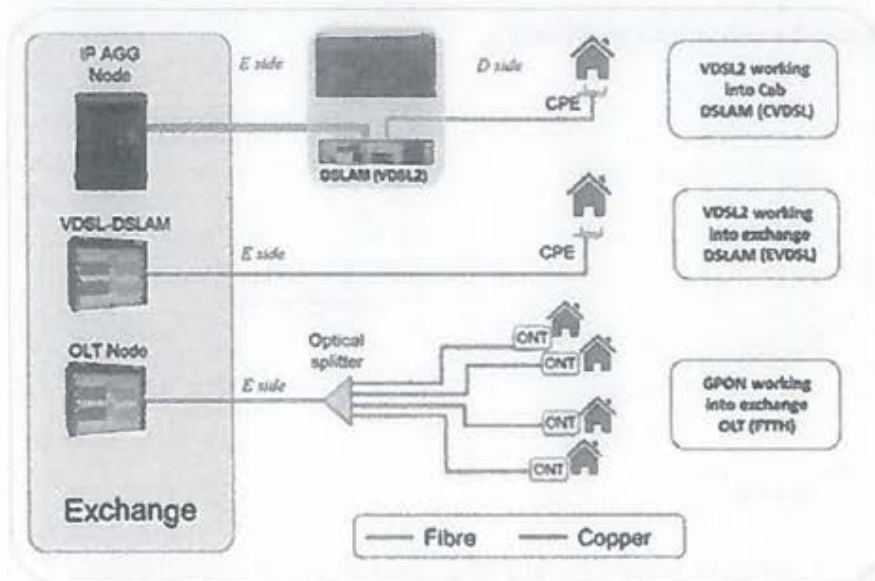 IP AGG
Node
E side
D side
CPE
DSLAM (VDSL2)
VDSL2 working
into Cab
DSLAM (CVDSL)
VDSL-DSLAM
E side
CPE
VDSL2 working
into exchange
DSLAM (EVDSL)
OLT Node
E side
Optical
splitter
ONT
ONT
ONT
ONT
GPON working
into exchange
OLT (FTTH)
Exchange
Fibre
Copper